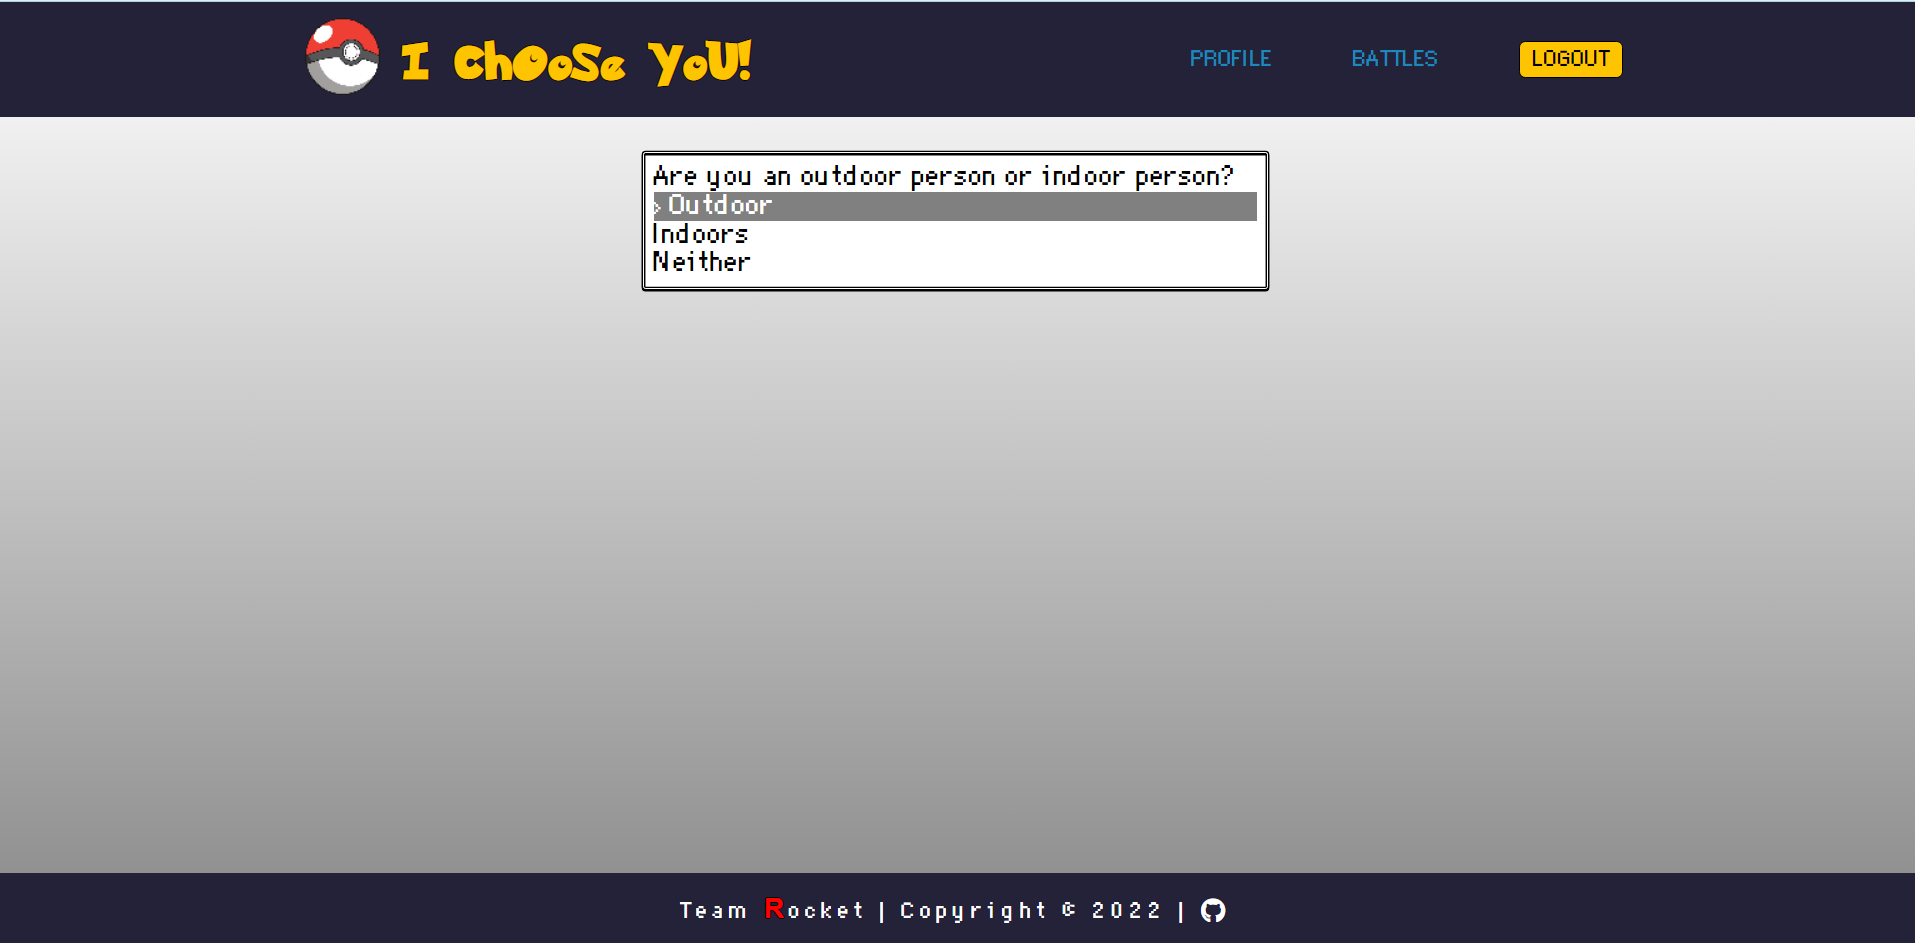 I ChOoSe YoU!
PROFILE
BATTLES
LOGOUT
Are you an outdoor person or indoor person?
> Outdoor
Indoors
Neither
Team Rocket | Copyright © 2022 |